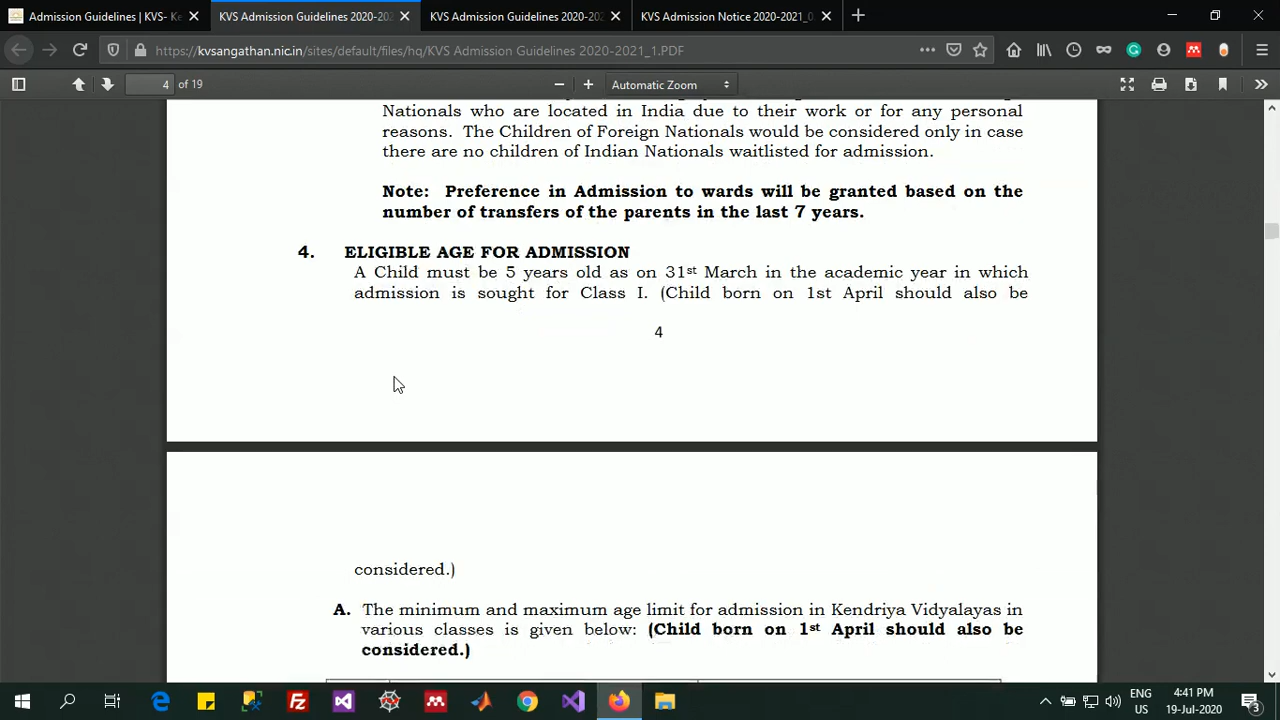 Admission Guidelines | KVS- Ke
KVS Admission Guidelines 2020-202
KVS Admission Guidelines 2020-202
KVS Admission Notice 2020-2021_0
https://kvsangathan.nic.in/sites/default/files/hq/KVS Admission Guidelines 2020-2021_1.PDF
4 of 19
Automatic Zoom
Nationals who are located in India due to their work or for any personal
reasons. The Children of Foreign Nationals would be considered only in case
there are no children of Indian Nationals waitlisted for admission.
Note: Preference in Admission to wards will be granted based on the
number of transfers of the parents in the last 7 years.
4. ELIGIBLE AGE FOR ADMISSION
A Child must be 5 years old as on 31st March in the academic year in which
admission is sought for Class I. (Child born on 1st April should also be
4
considered.)
A. The minimum and maximum age limit for admission in Kendriya Vidyalayas in
various classes is given below: (Child born on 1st April should also be
considered.)
ENG
US
4:41 PM
19-Jul-2020
3